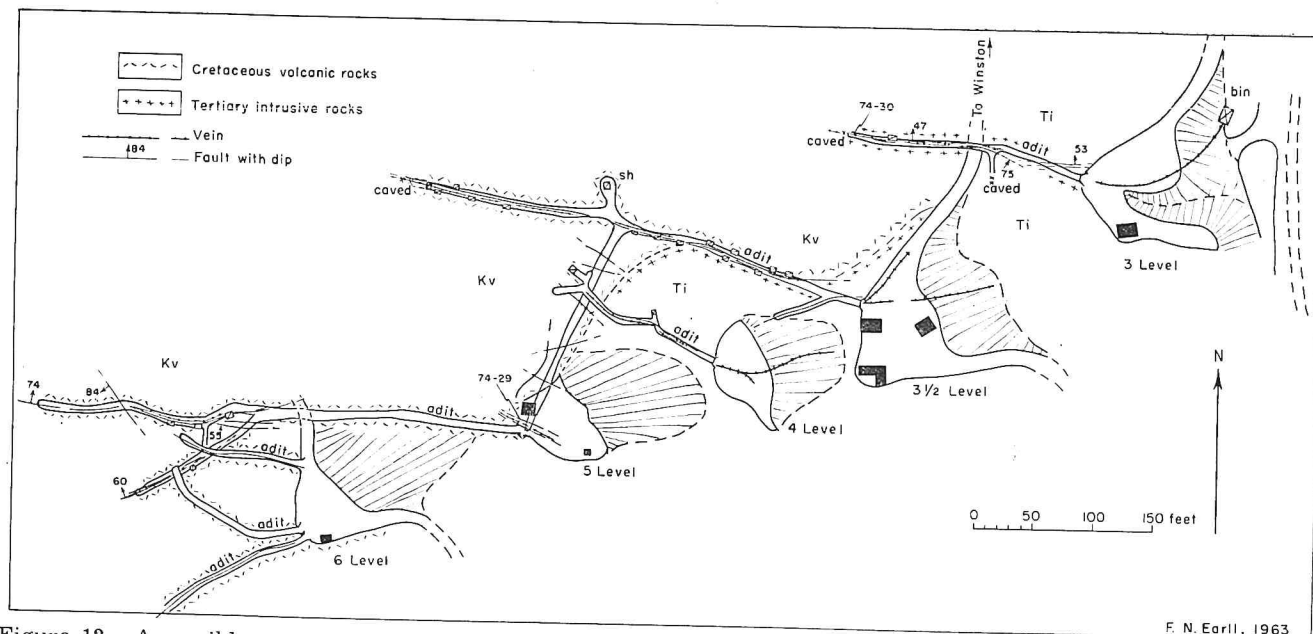 Cretaceous volcanic rocks
Tertiary intrusive rocks
Vein
84
Fault with dip
To Winston
bin
74-30
47
Ti
caved
adit
53
75
caved
Ti
3 Level
sh
caved
adit
Kv
Kv
Ti
adit
3 1/2 Level
N
4 Level
74
84
Kv
74-29
adit
5 Level
55
adit
60
adit
adit
6 Level
0 50 100 150 feet
F. N. Earll, 1963
Figure 12